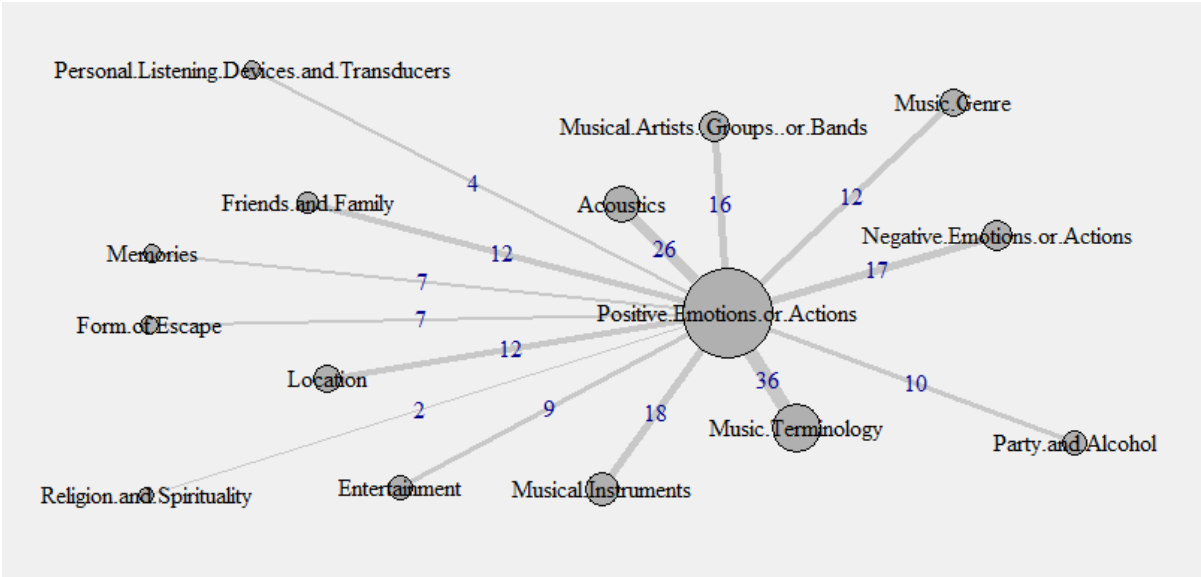 Personal.Listening.Devices.and.Transducers
Music.Genre
Musical.Artists..Groups..or.Bands
4
12
Friends.and.Family
Acoustics
16
Negative.Emotions.or.Actions
Memories
12
26
17
7
Form.of.Escape
7
Positive.Emotions.or.Actions
12
Location
36
10
2
9
18
Music.Terminology
Party.and.Alcohol
Religion.and.Spirituality
Entertainment
Musical.Instruments